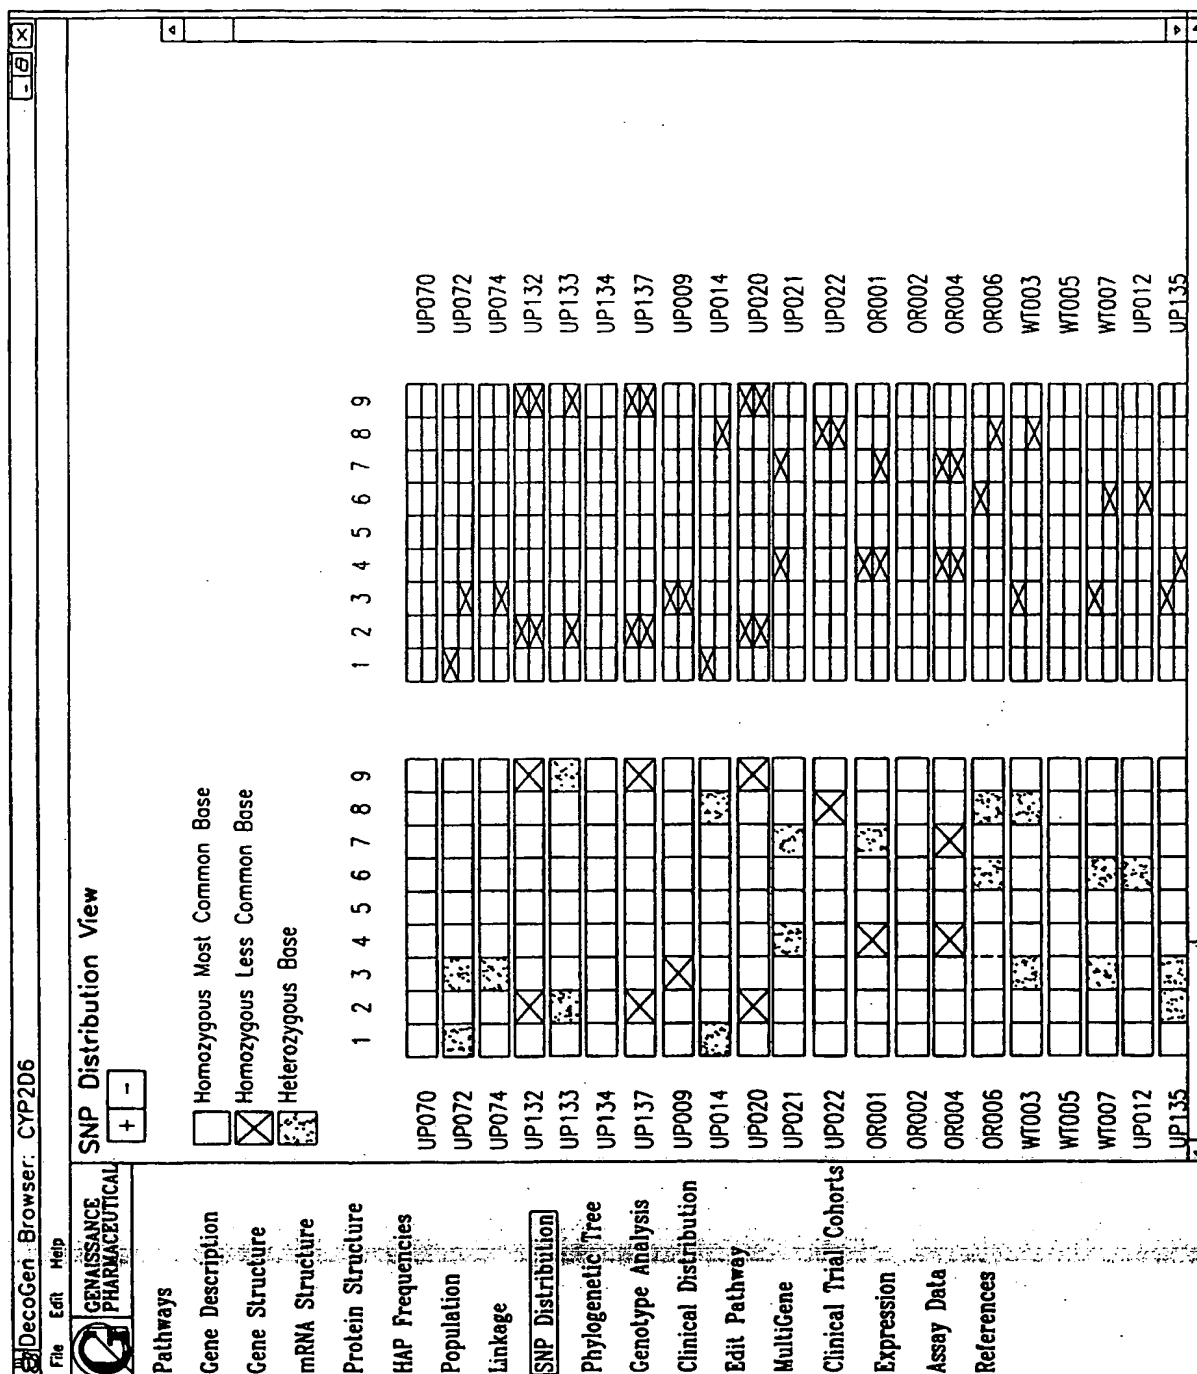 DecoGen Browser: CYP2D6
File Edit Help
GENAISSANCE
PHARMACEUTICAL
Pathways
Gene Description
Gene Structure
mRNA Structure
Protein Structure
HAP Frequencies
Population
Linkage
SNP Distribution
Phylogenetic Tree
Genotype Analysis
Clinical Distribution
Edit Pathway
MultiGene
Clinical Trial Cohorts
Expression
Assay Data
References
SNP Distribution View
+ -
Homozygous Most Common Base
Homozygous Less Common Base
Heterozygous Base
1 2 3 4 5 6 7 8 9 1 2 3 4 5 6 7 8 9
UP070 UP070
UP072 UP072
UP074 UP074
UP132 UP132
UP133 UP133
UP134 UP134
UP137 UP137
UP009 UP009
UP014 UP014
UP020 UP020
UP021 UP021
UP022 UP022
OR001 OR001
OR002 OR002
OR004 OR004
OR006 OR006
WT003 WT003
WT005 WT005
WT007 WT007
UP012 UP012
UP135 UP135